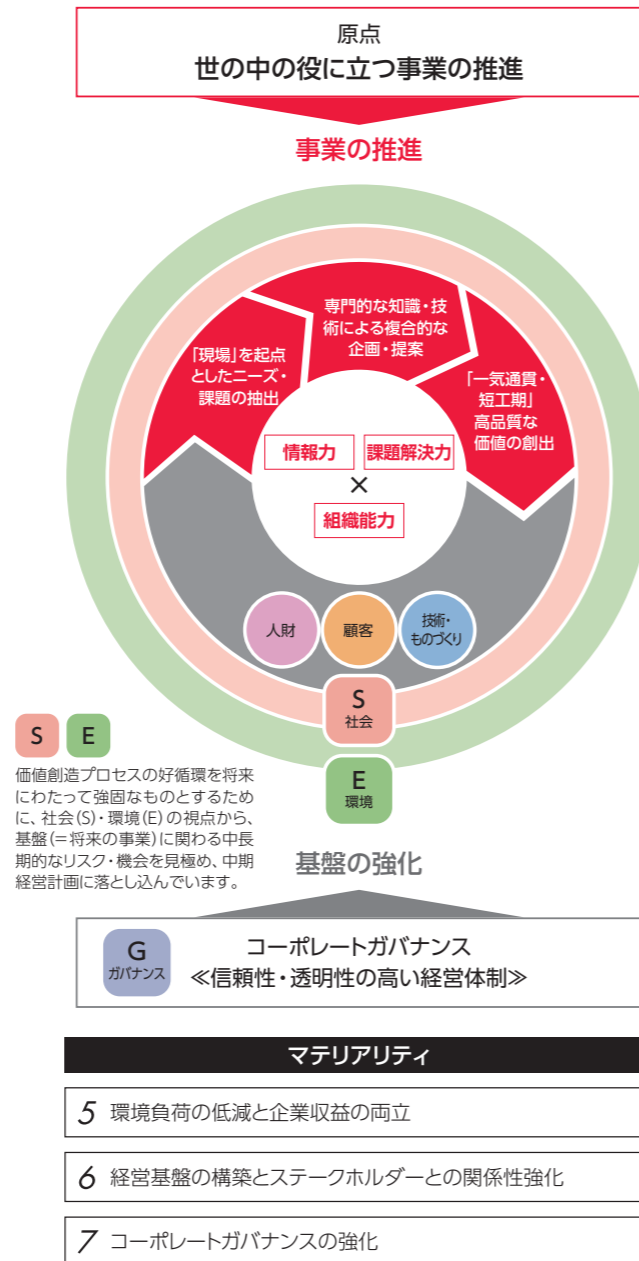 原点
世の中の役に立つ事業の推進
事業の推進
「現場」を起点
としたニーズ・
課題の抽出
専門的な知識・技
術による複合的な
企画・提案
「一気通貫・
短工期」
高品質な
価値の創出
情報力
課題解決力
×
組織能力
人財
顧客
技術・
ものづくり
S
社会
E
環境
S E
価値創造プロセスの好循環を将来
にわたって強固なものとするため
に、社会(S)・環境(E)の視点から、
基盤(=将来の事業)に関わる中長
期的なリスク・機会を見極め、中期
経営計画に落とし込んでいます。
基盤の強化
G
ガバナンス
コーポレートガバナンス
≪信頼性・透明性の高い経営体制≫
マテリアリティ
5 環境負荷の低減と企業収益の両立
6 経営基盤の構築とステークホルダーとの関係性強化
7 コーポレートガバナンスの強化